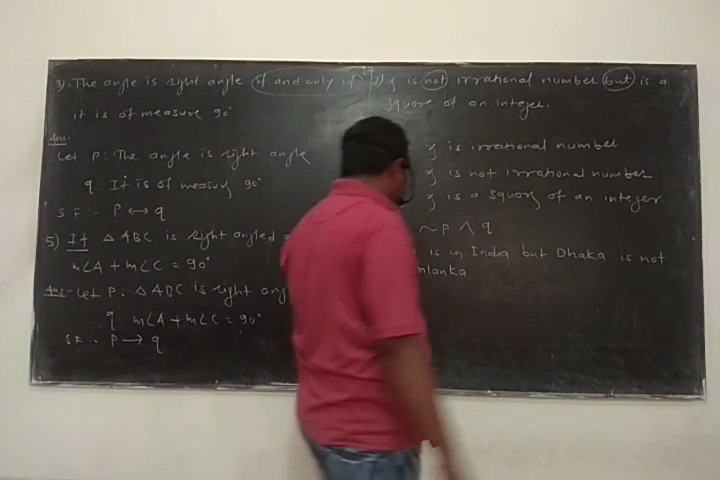 3). The angle is right angle if and only if
it is of measure 90°
Ans:
Let P: The angle is right angle
q: It is of measure 90°
S.F. - P ↔ q
5) If △ABC is right angled
m∠A + m∠C = 90°
Ans - Let P: △ABC is right ang
q m∠A + m∠C = 90°
S.F. - P → q
is not irrational number but is a
square of an integer.
is irrational number
is not irrational number
is a square of an integer
~P ∧ q
is in India but Dhaka is not
lanka